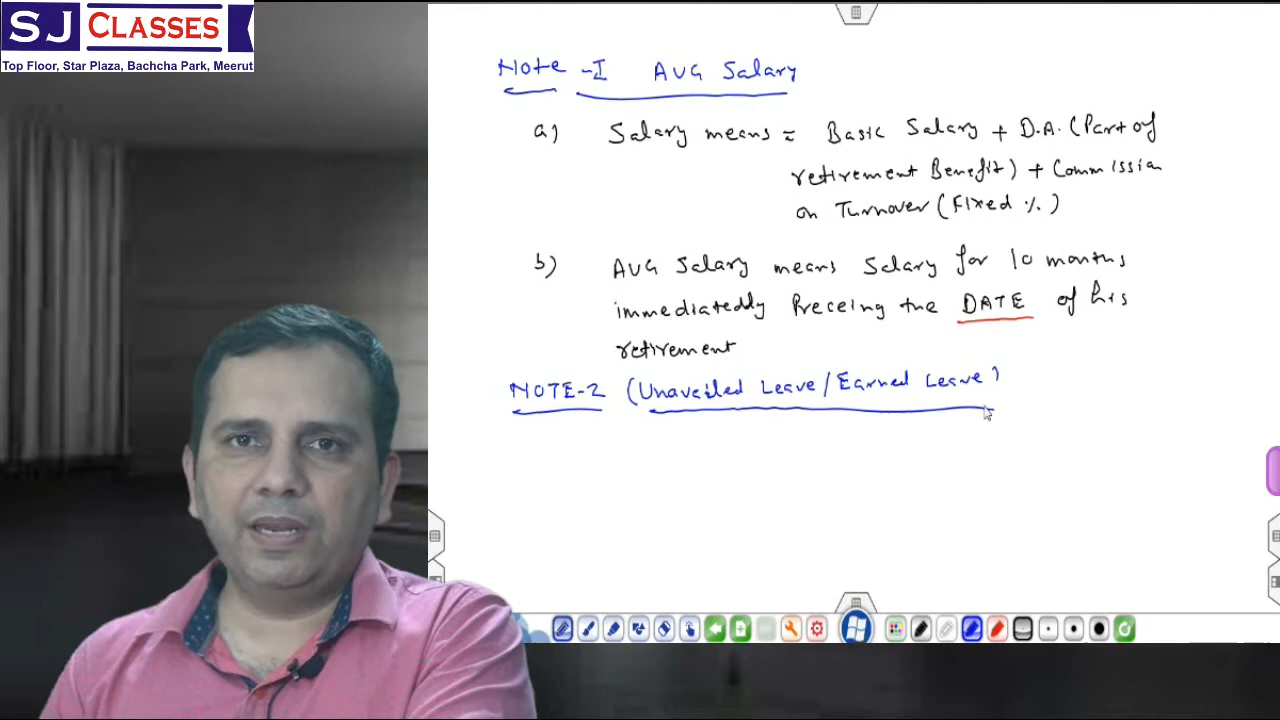 SJ CLASSES
Top Floor, Star Plaza, Bachcha Park, Meerut
Note -I AVG Salary
a) Salary means = Basic Salary + D.A. (Part of
retirement Benefit) + Commission
on Turnover (Fixed %)
b) AVG Salary means Salary for 10 months
immediatedly Preceing the DATE of his
retirement
NOTE-2 (Unaveiled Leave/Earned Leave)